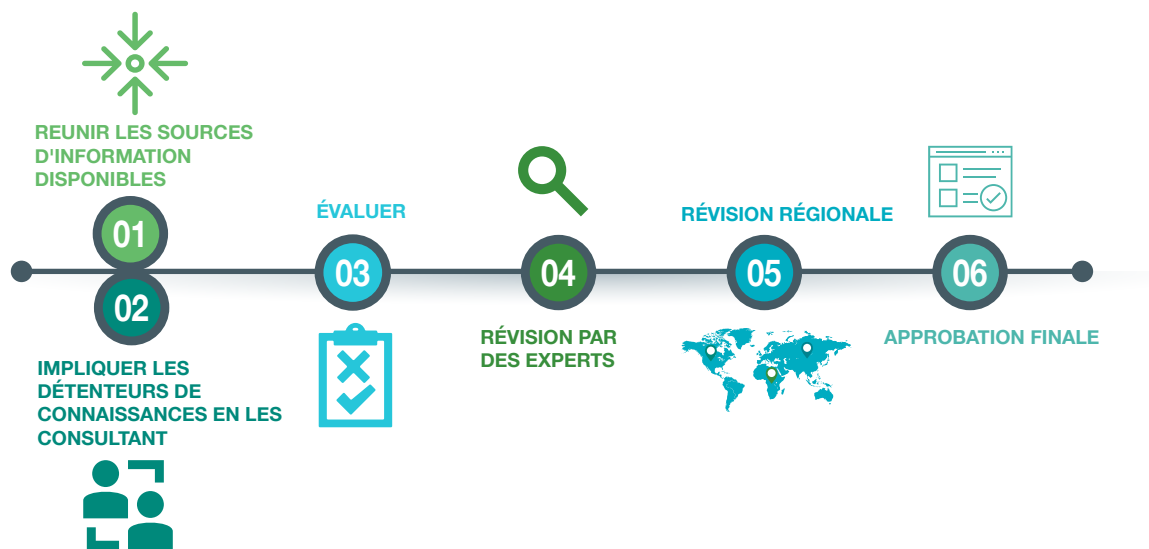 REUNIR LES SOURCES
D'INFORMATION
DISPONIBLES
01
02
IMPLIQUER LES
DÉTENTEURS DE
CONNAISSANCES EN LES
CONSULTANT
ÉVALUER
03
04
RÉVISION PAR
DES EXPERTS
RÉVISION RÉGIONALE
05
06
APPROBATION FINALE